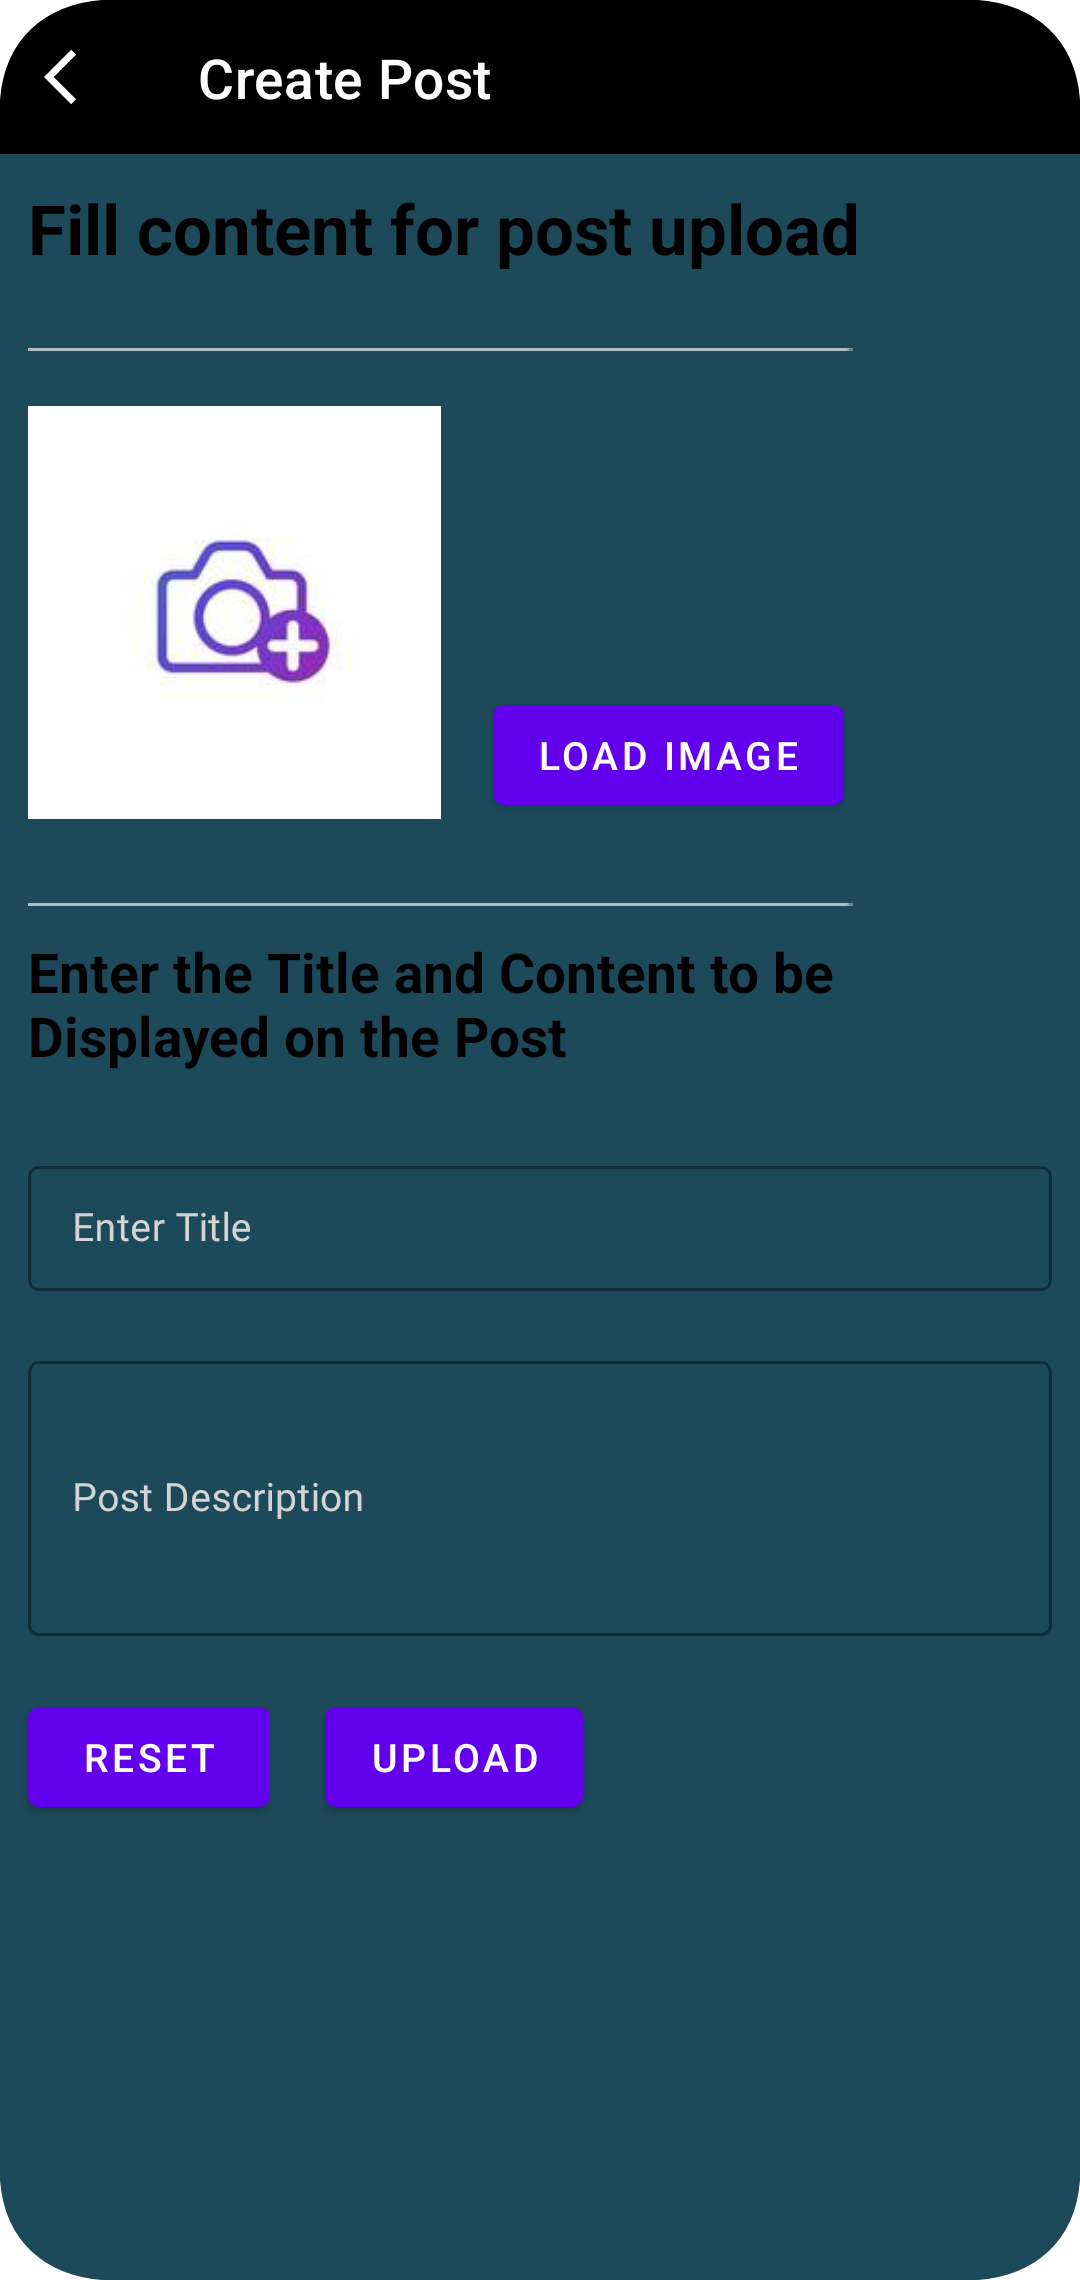 Create Post
Fill content for post upload
LOAD IMAGE
Enter the Title and Content to be
Displayed on the Post
Enter Title
Post Description
RESET
UPLOAD